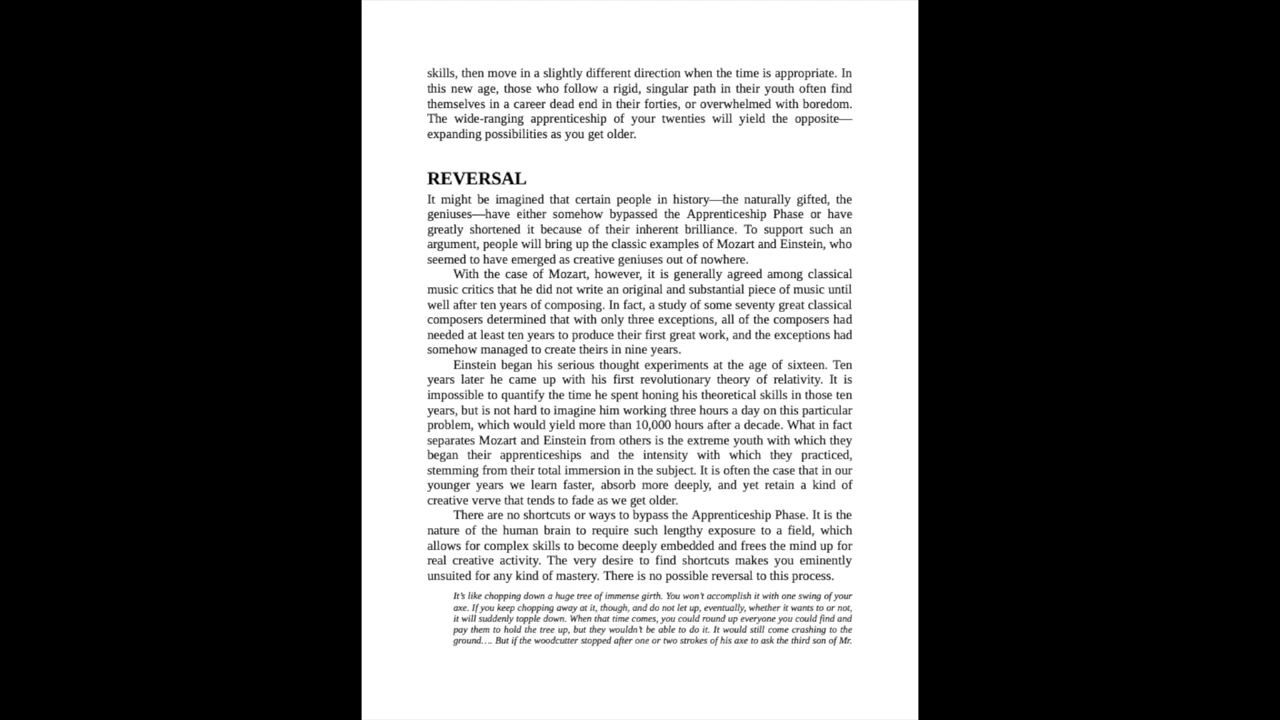 skills, then move in a slightly different direction when the time is appropriate. In
this new age, those who follow a rigid, singular path in their youth often find
themselves in a career dead end in their forties, or overwhelmed with boredom.
The wide-ranging apprenticeship of your twenties will yield the opposite—
expanding possibilities as you get older.
REVERSAL
It might be imagined that certain people in history—the naturally gifted, the
geniuses—have either somehow bypassed the Apprenticeship Phase or have
greatly shortened it because of their inherent brilliance. To support such an
argument, people will bring up the classic examples of Mozart and Einstein, who
seemed to have emerged as creative geniuses out of nowhere.
With the case of Mozart, however, it is generally agreed among classical
music critics that he did not write an original and substantial piece of music until
well after ten years of composing. In fact, a study of some seventy great classical
composers determined that with only three exceptions, all of the composers had
needed at least ten years to produce their first great work, and the exceptions had
somehow managed to create theirs in nine years.
Einstein began his serious thought experiments at the age of sixteen. Ten
years later he came up with his first revolutionary theory of relativity. It is
impossible to quantify the time he spent honing his theoretical skills in those ten
years, but is not hard to imagine him working three hours a day on this particular
problem, which would yield more than 10,000 hours after a decade. What in fact
separates Mozart and Einstein from others is the extreme youth with which they
began their apprenticeships and the intensity with which they practiced,
stemming from their total immersion in the subject. It is often the case that in our
younger years we learn faster, absorb more deeply, and yet retain a kind of
creative verve that tends to fade as we get older.
There are no shortcuts or ways to bypass the Apprenticeship Phase. It is the
nature of the human brain to require such lengthy exposure to a field, which
allows for complex skills to become deeply embedded and frees the mind up for
real creative activity. The very desire to find shortcuts makes you eminently
unsuited for any kind of mastery. There is no possible reversal to this process.
It's like chopping down a huge tree of immense girth. You won't accomplish it with one swing of your
axe. If you keep chopping away at it, though, and do not let up, eventually, whether it wants to or not,
it will suddenly topple down. When that time comes, you could round up everyone you could find and
pay them to hold the tree up, but they wouldn't be able to do it. It would still come crashing to the
ground.... But if the woodcutter stopped after one or two strokes of his axe to ask the third son of Mr.